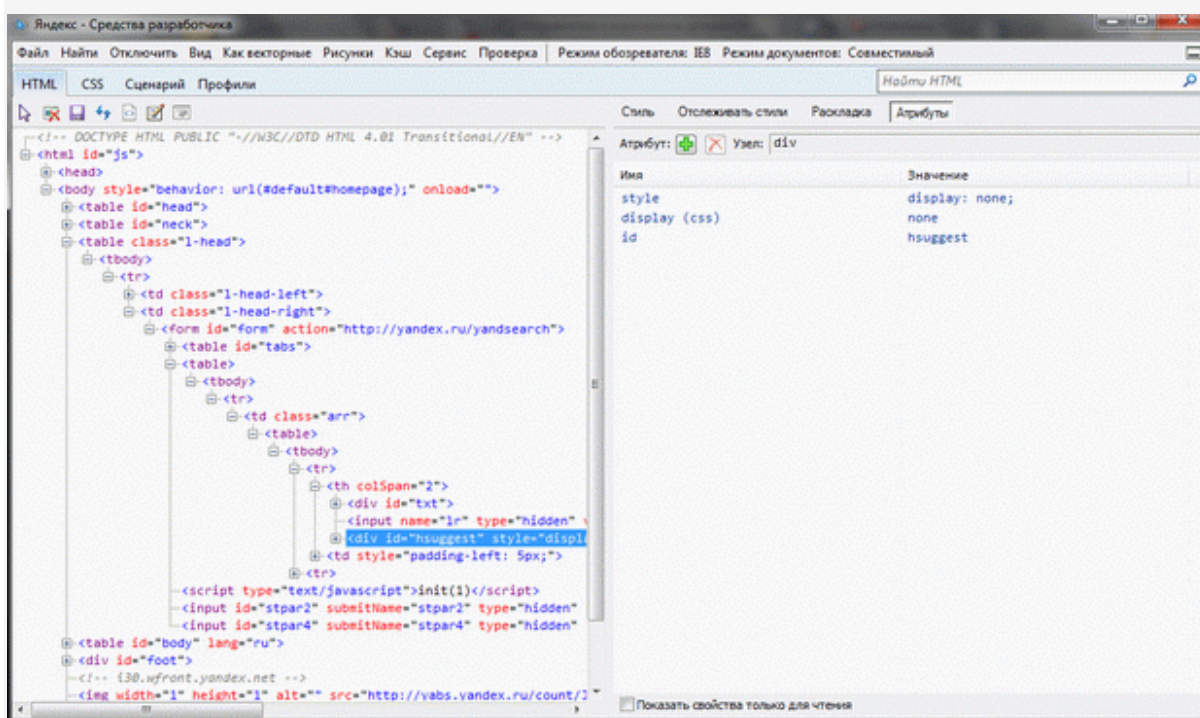 Яндекс - Средства разработчика
Файл Найти Отключить Вид Как векторные Рисунки Кэш Сервис Проверка Режим обозревателя: IE8 Режим документов: Совместимый
HTML CSS Сценарий Профили Найти HTML
Стиль Отслеживать стили Раскладка Атрибуты
<!-- DOCTYPE HTML PUBLIC "-//W3C//DTD HTML 4.01 Transitional//EN" -->
Атрибут: Узел: div
<html id="js">
<head>
Имя Значение
<body style="behavior: url(#default#homepage);" onload="">
style display: none;
<table id="head">
display (css) none
<table id="neck">
id hsuggest
<table class="l-head">
<tbody>
<tr>
<td class="l-head-left">
<td class="l-head-right">
<form id="form" action="http://yandex.ru/yandsearch">
<table id="tabs">
<table>
<tbody>
<tr>
<td class="arr">
<table>
<tbody>
<tr>
<th colSpan="2">
<div id="txt">
<input name="lr" type="hidden"
<div id="hsuggest" style="displa
<td style="padding-left: 5px;">
<tr>
<script type="text/javascript">init(1)</script>
<input id="stpar2" submitName="stpar2" type="hidden"
<input id="stpar4" submitName="stpar4" type="hidden"
<table id="body" lang="ru">
<div id="foot">
<!-- i30.wfront.yandex.net -->
<img width="1" height="1" alt="" src="http://yabs.yandex.ru/count/
Показать свойства только для чтения